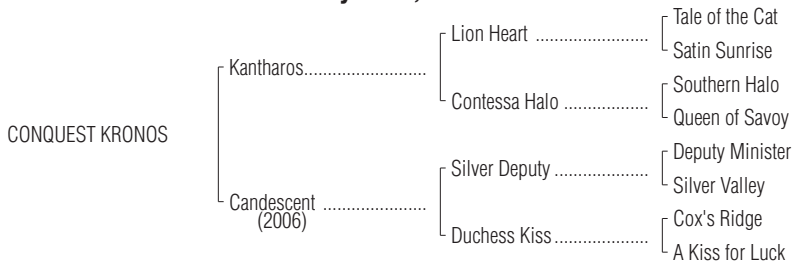 Tale of the Cat
Lion Heart ........................
Satin Sunrise
Kantharos..........................
Southern Halo
Contessa Halo ..................
Queen of Savoy
CONQUEST KRONOS
Deputy Minister
Silver Deputy ....................
Silver Valley
Candescent ......................
(2006)
Cox's Ridge
Duchess Kiss....................
A Kiss for Luck